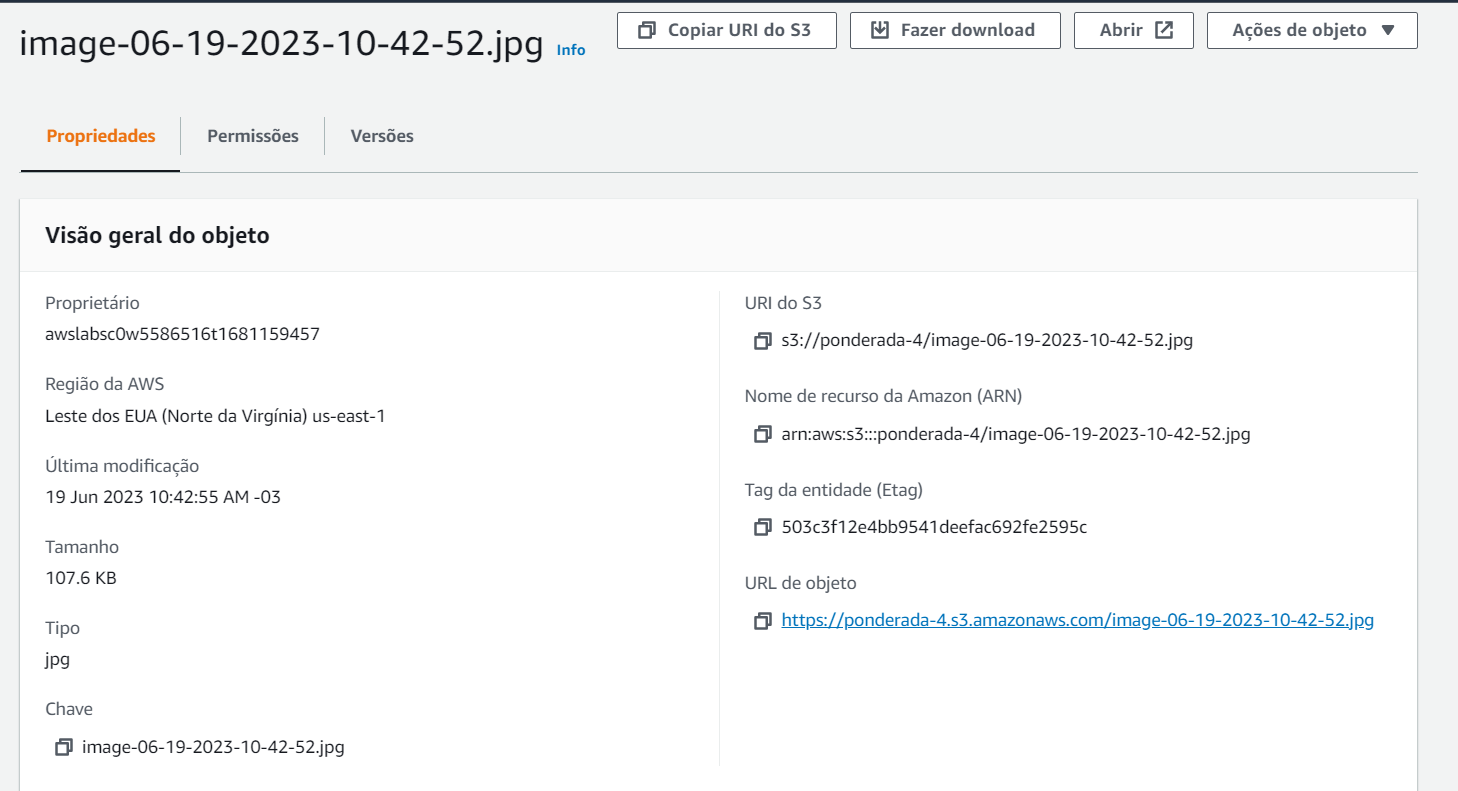 image-06-19-2023-10-42-52.jpg Info
Copiar URI do S3
Fazer download
Abrir
Ações de objeto
Propriedades
Permissões
Versões
Visão geral do objeto
Proprietário
awslabsc0w5586516t1681159457
Região da AWS
Leste dos EUA (Norte da Virgínia) us-east-1
Última modificação
19 Jun 2023 10:42:55 AM -03
Tamanho
107.6 KB
Tipo
jpg
Chave
image-06-19-2023-10-42-52.jpg
URI do S3
s3://ponderada-4/image-06-19-2023-10-42-52.jpg
Nome de recurso da Amazon (ARN)
arn:aws:s3:::ponderada-4/image-06-19-2023-10-42-52.jpg
Tag da entidade (Etag)
503c3f12e4bb9541deefac692fe2595c
URL de objeto
https://ponderada-4.s3.amazonaws.com/image-06-19-2023-10-42-52.jpg